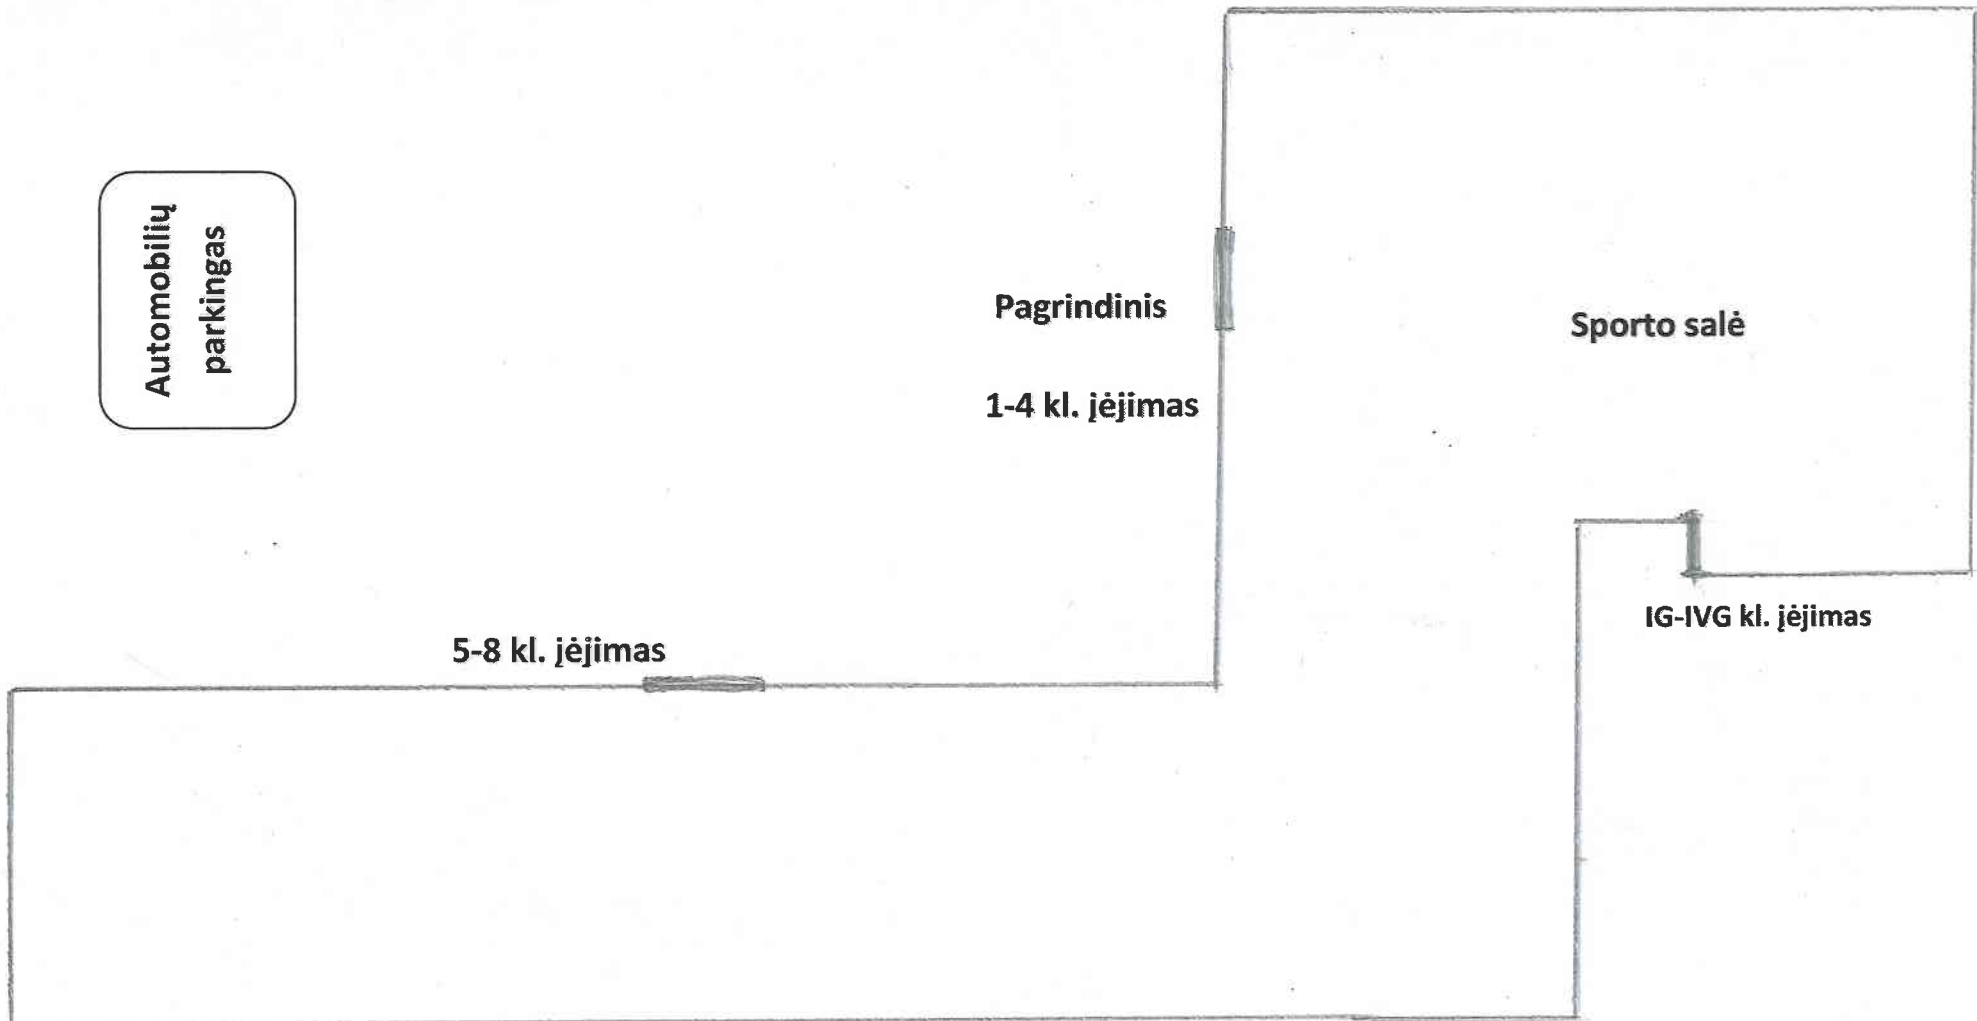 Automobilių
parkingas
Pagrindinis
1-4 kl. įėjimas
Sporto salė
IG-IVG kl. įėjimas
5-8 kl. įėjimas